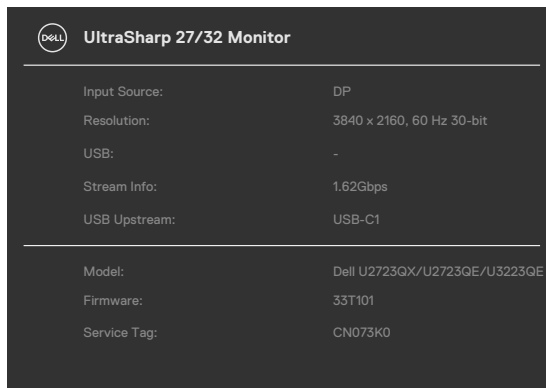 DELL UltraSharp 27/32 Monitor
Input Source: DP
Resolution: 3840 x 2160, 60 Hz 30-bit
USB: -
Stream Info: 1.62Gbps
USB Upstream: USB-C1
Model: Dell U2723QX/U2723QE/U3223QE
Firmware: 33T101
Service Tag: CN073K0